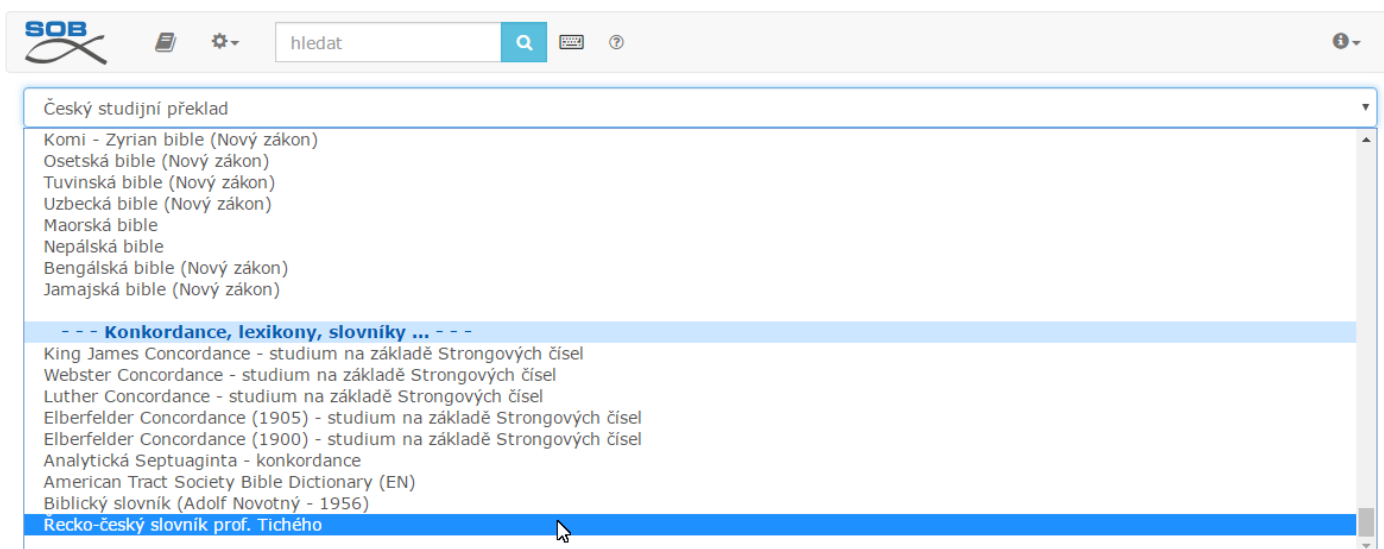 SOB
hledat
Český studijní překlad
Komi - Zyrian bible (Nový zákon)
Osetská bible (Nový zákon)
Tuvinská bible (Nový zákon)
Uzbecká bible (Nový zákon)
Maorská bible
Nepálská bible
Bengálská bible (Nový zákon)
Jamajská bible (Nový zákon)
- - - Konkordance, lexikony, slovníky ... - - -
King James Concordance - studium na základě Strongových čísel
Webster Concordance - studium na základě Strongových čísel
Luther Concordance - studium na základě Strongových čísel
Elberfelder Concordance (1905) - studium na základě Strongových čísel
Elberfelder Concordance (1900) - studium na základě Strongových čísel
Analytická Septuaginta - konkordance
American Tract Society Bible Dictionary (EN)
Biblický slovník (Adolf Novotný - 1956)
Řecko-český slovník prof. Tichého